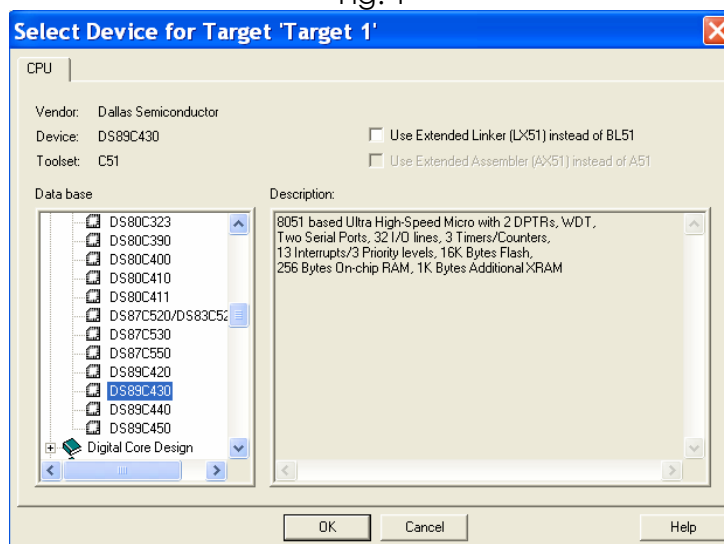 Select Device for Target 'Target 1'
CPU
Vendor: Dallas Semiconductor
Device: DS89C430
Toolset: C51
Use Extended Linker (LX51) instead of BL51
Use Extended Assembler (AX51) instead of A51
Data base
DS80C323
DS80C390
DS80C400
DS80C410
DS80C411
DS87C520/DS83C52
DS87C530
DS87C550
DS89C420
DS89C430
DS89C440
DS89C450
Digital Core Design
Description:
8051 based Ultra High-Speed Micro with 2 DPTRs, WDT,
Two Serial Ports, 32 I/O lines, 3 Timers/Counters,
13 Interrupts/3 Priority levels, 16K Bytes Flash,
256 Bytes On-chip RAM, 1K Bytes Additional XRAM
OK
Cancel
Help